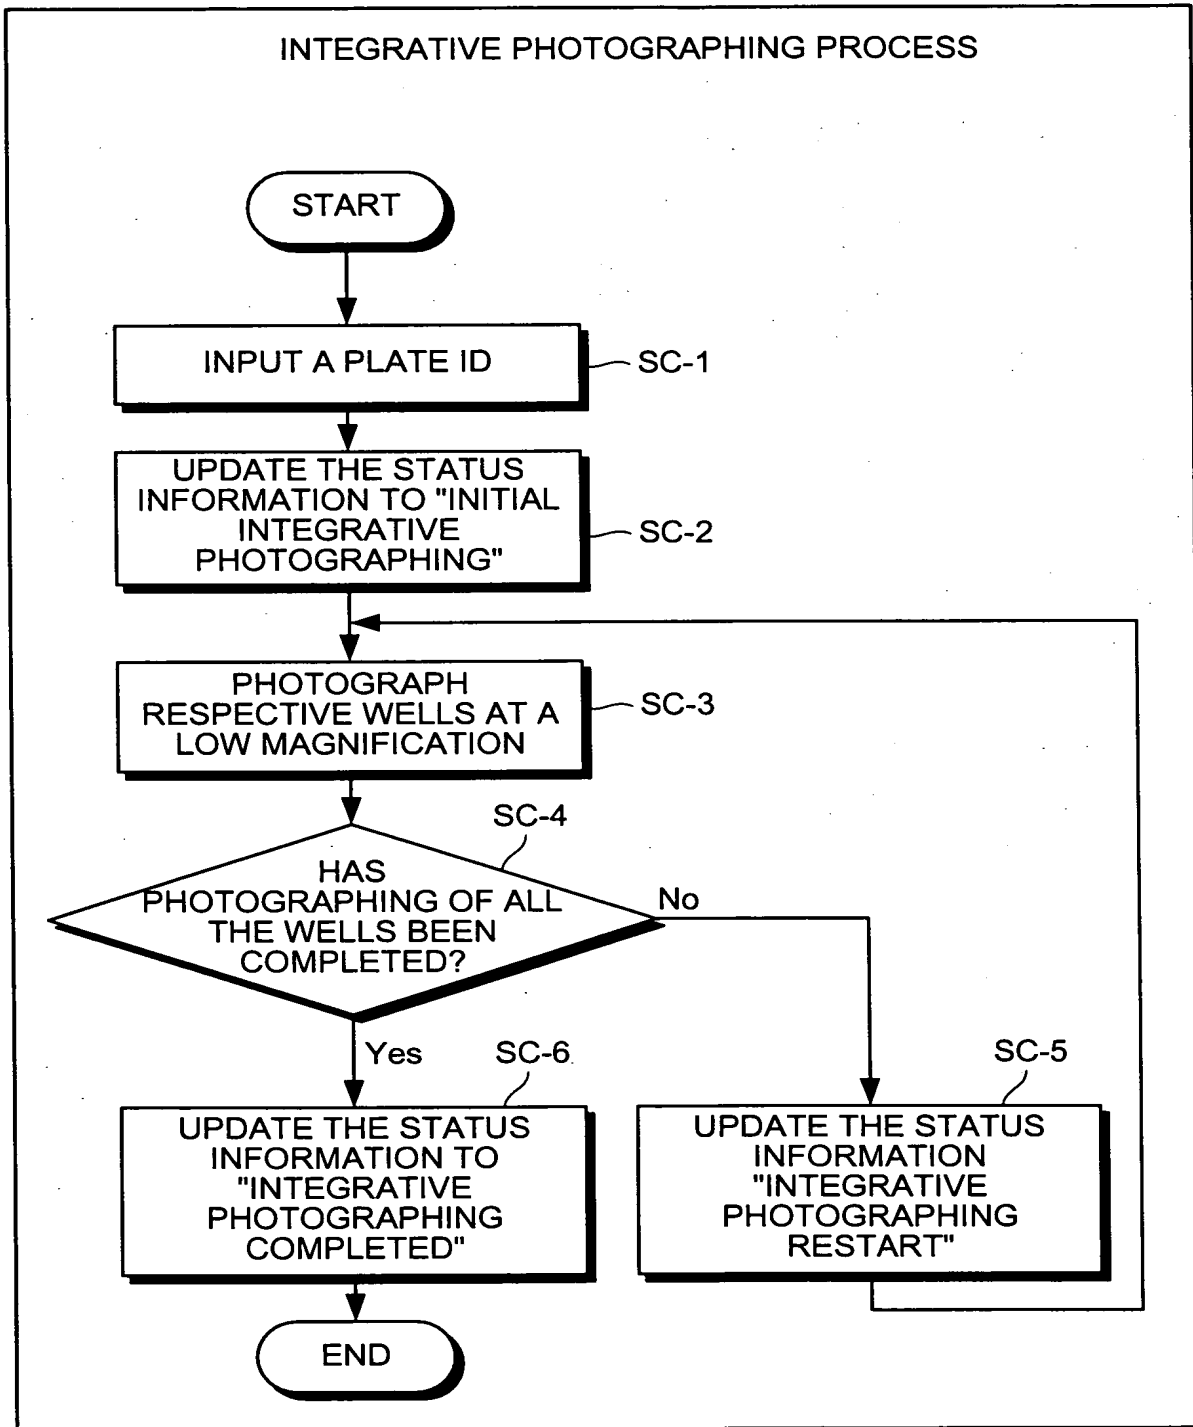 INTEGRATIVE PHOTOGRAPHING PROCESS
START
INPUT A PLATE ID
SC-1
UPDATE THE STATUS
INFORMATION TO "INITIAL
INTEGRATIVE
PHOTOGRAPHING"
SC-2
PHOTOGRAPH
RESPECTIVE WELLS AT A
LOW MAGNIFICATION
SC-3
SC-4
HAS
PHOTOGRAPHING OF ALL
THE WELLS BEEN
COMPLETED?
No
Yes
SC-6
UPDATE THE STATUS
INFORMATION TO
"INTEGRATIVE
PHOTOGRAPHING
COMPLETED"
SC-5
UPDATE THE STATUS
INFORMATION
"INTEGRATIVE
PHOTOGRAPHING
RESTART"
END